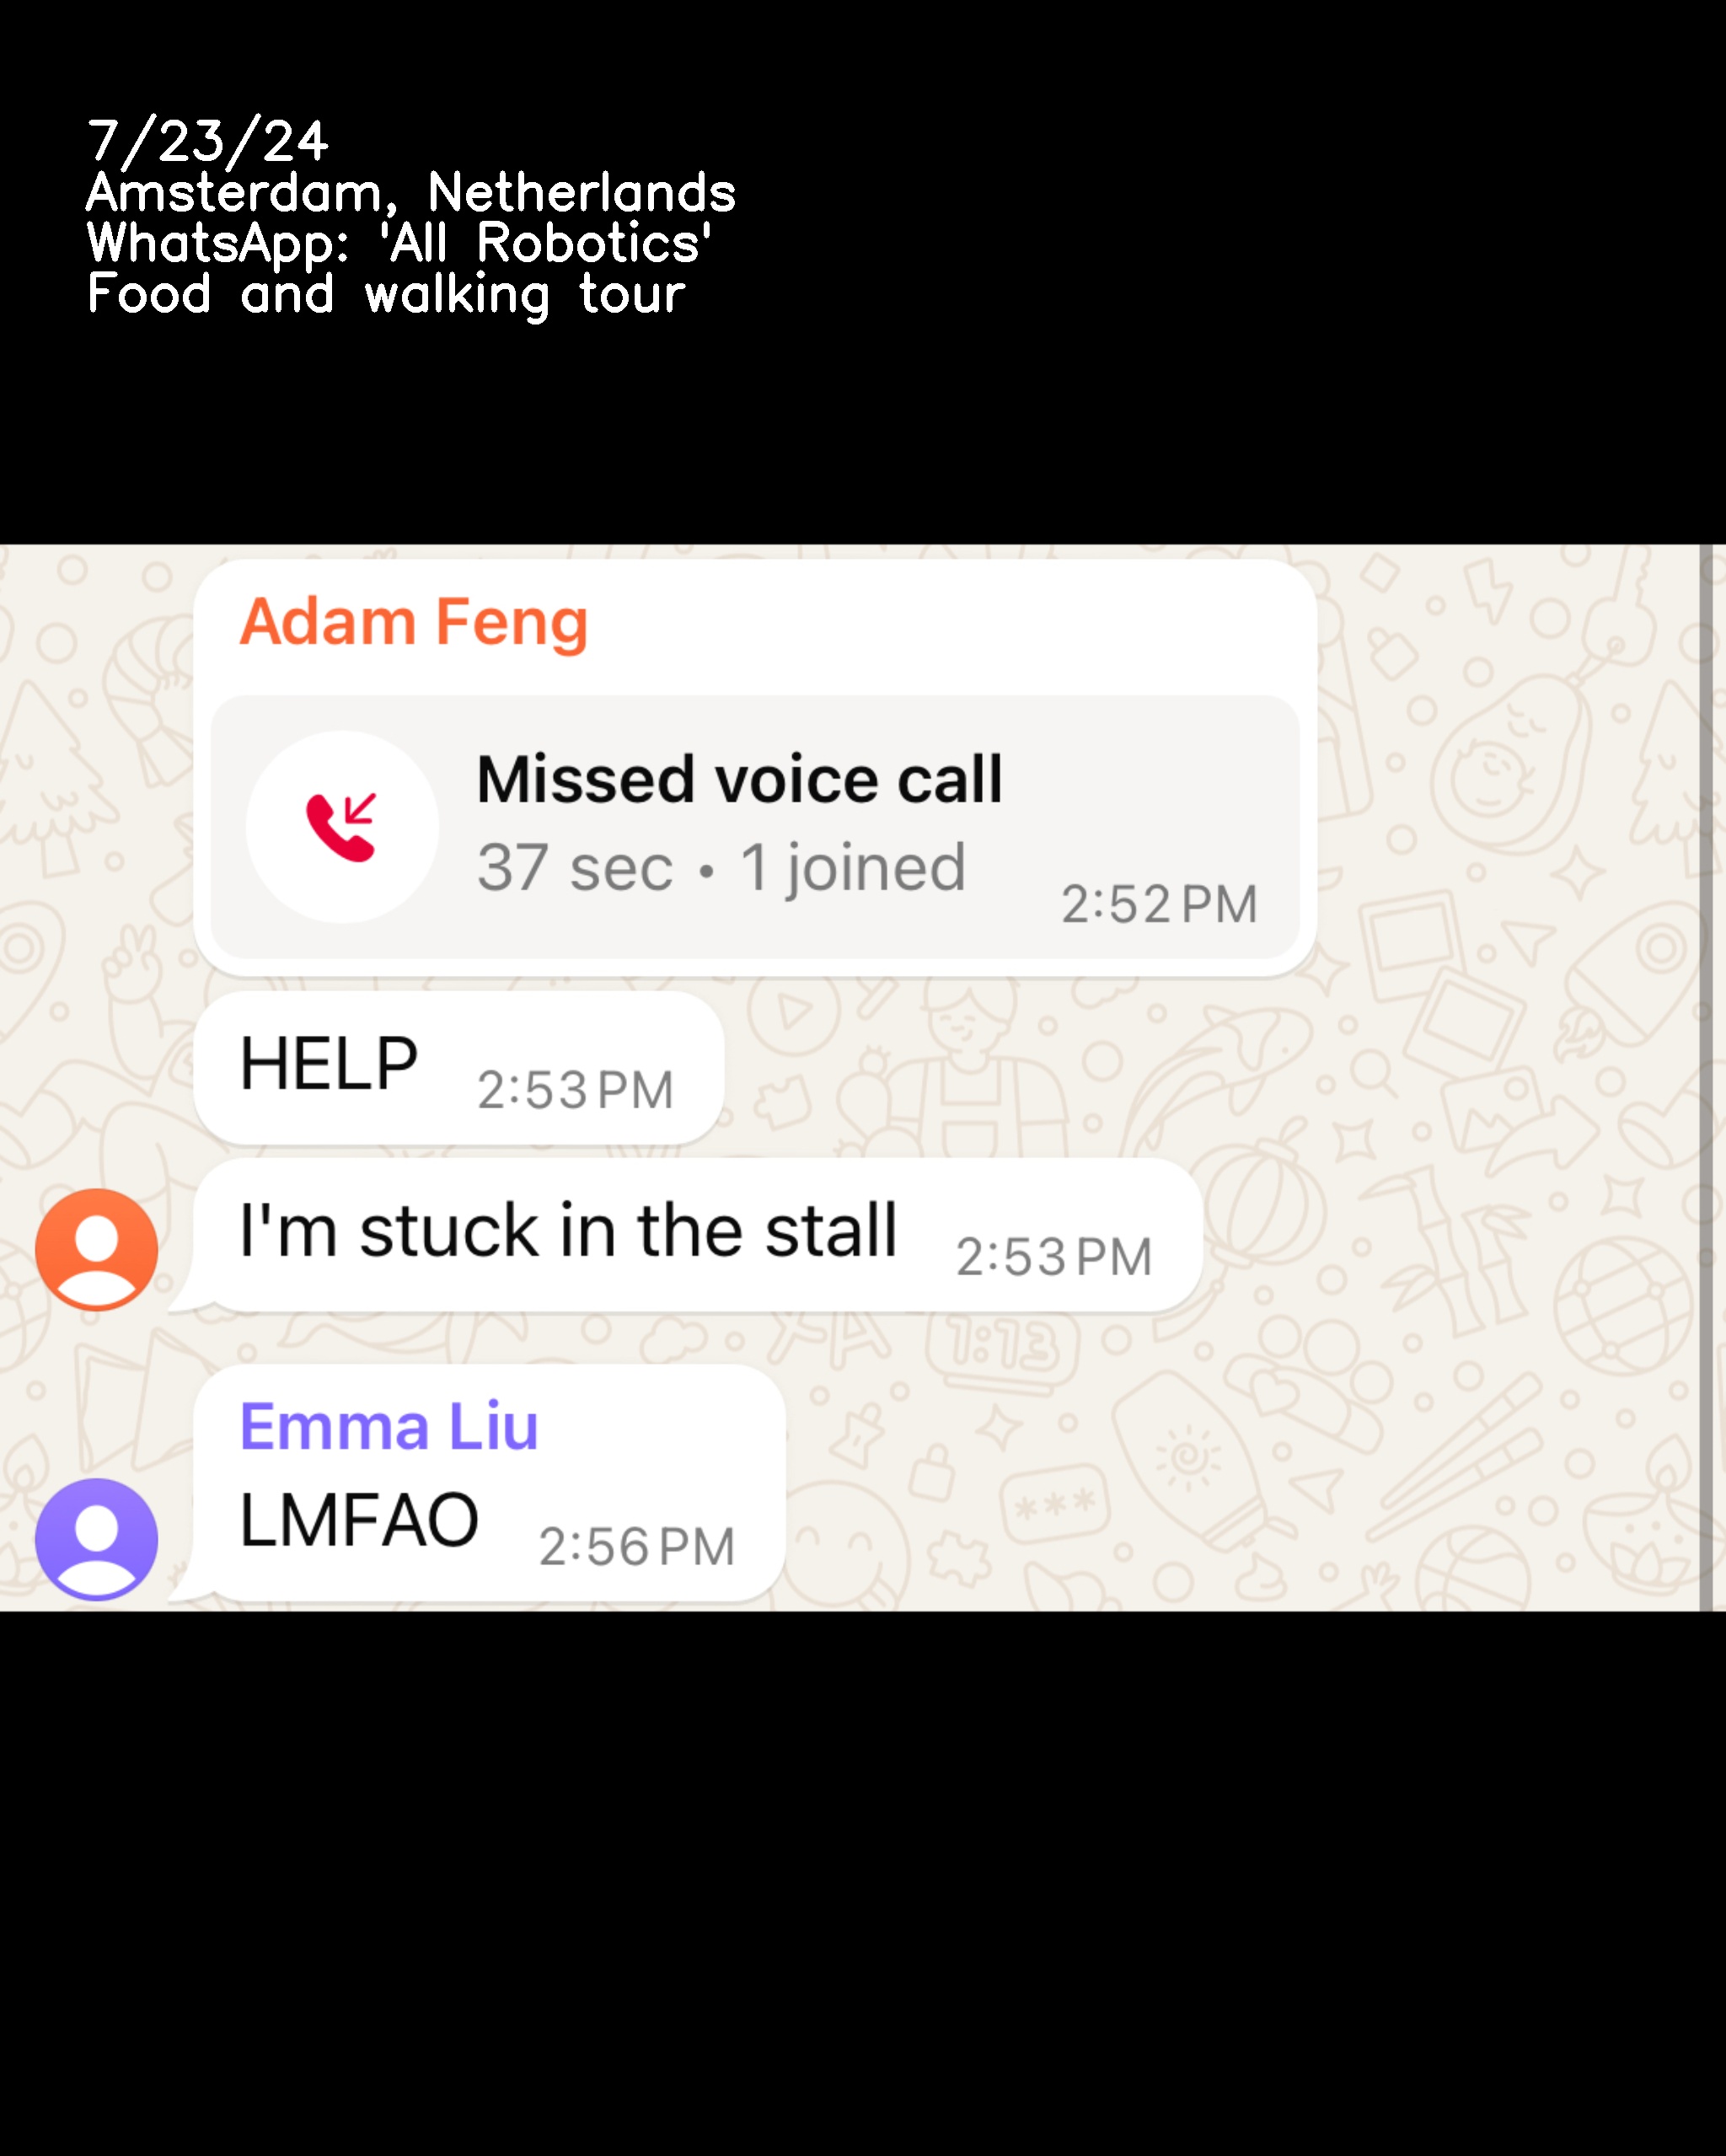 7/23/24
Amsterdam, Netherlands
WhatsApp: 'All Robotics'
Food and walking tour
Adam Feng
Missed voice call
37 sec • 1 joined
2:52 PM
HELP 2:53 PM
I'm stuck in the stall 2:53 PM
1:13
Emma Liu
LMFAO 2:56 PM
***